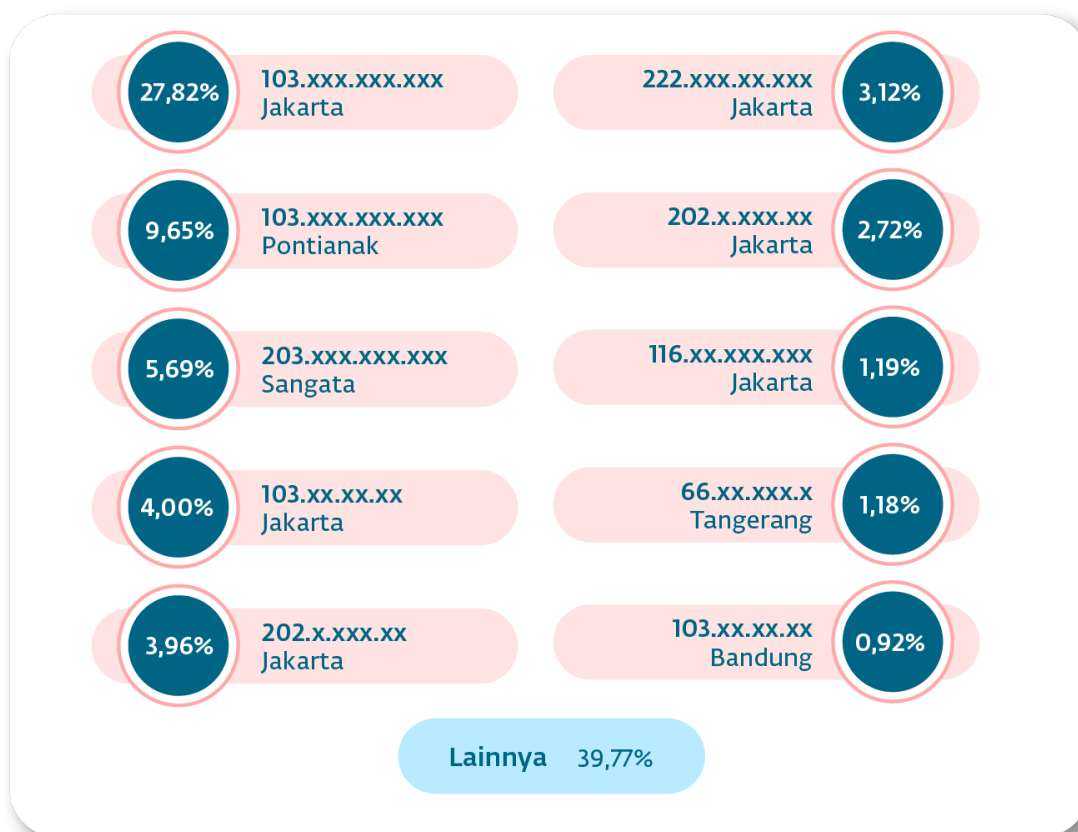 27,82%
103.xxx.xxx.xxx
Jakarta
9,65%
103.xxx.xxx.xxx
Pontianak
5,69%
203.xxx.xxx.xxx
Sangata
4,00%
103.xx.xx.xx
Jakarta
3,96%
202.x.xxx.xx
Jakarta
222.xxx.xx.xxx
Jakarta
3,12%
202.x.xxx.xx
Jakarta
2,72%
116.xx.xxx.xxx
Jakarta
1,19%
66.xx.xxx.x
Tangerang
1,18%
103.xx.xx.xx
Bandung
0,92%
Lainnya 39,77%